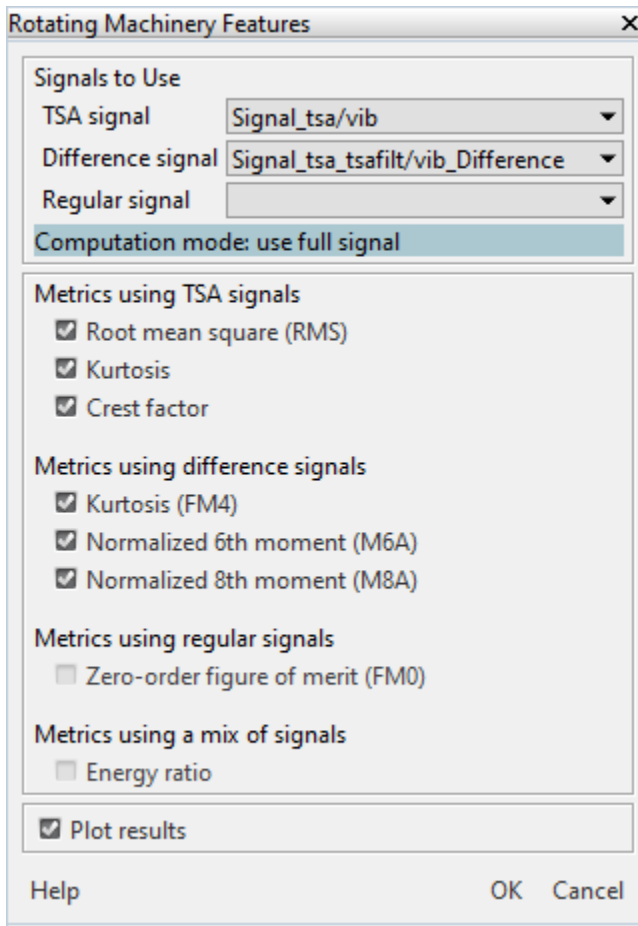 Rotating Machinery Features
Signals to Use
TSA signal Signal_tsa/vib
Difference signal Signal_tsa_tsafilt/vib_Difference
Regular signal
Computation mode: use full signal
Metrics using TSA signals
Root mean square (RMS)
Kurtosis
Crest factor
Metrics using difference signals
Kurtosis (FM4)
Normalized 6th moment (M6A)
Normalized 8th moment (M8A)
Metrics using regular signals
Zero-order figure of merit (FM0)
Metrics using a mix of signals
Energy ratio
Plot results
Help OK Cancel